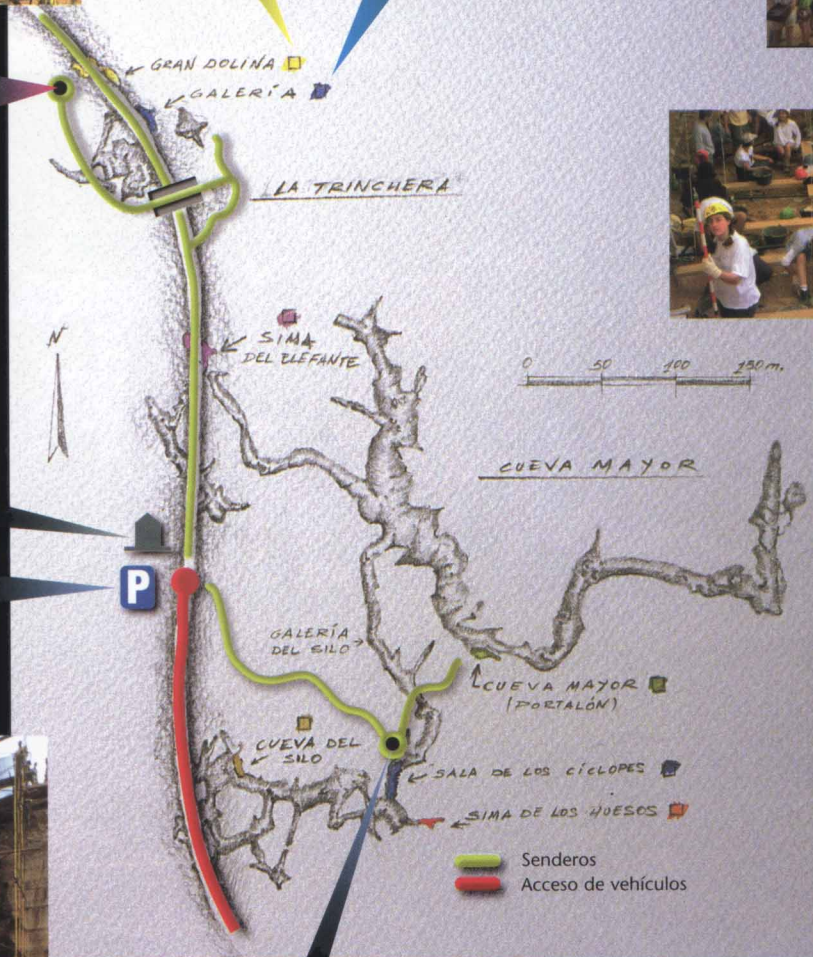 GRAN DOLINA
GALERÍA
LA TRINCHERA
N
SIMA
DEL ELEFANTE
0 50 100 150 m.
CUEVA MAYOR
P
GALERÍA
DEL SILO
CUEVA MAYOR
(PORTALÓN)
CUEVA DEL
SILO
SALA DE LOS CÍCLOPES
SIMA DE LOS HUESOS
Senderos
Acceso de vehículos